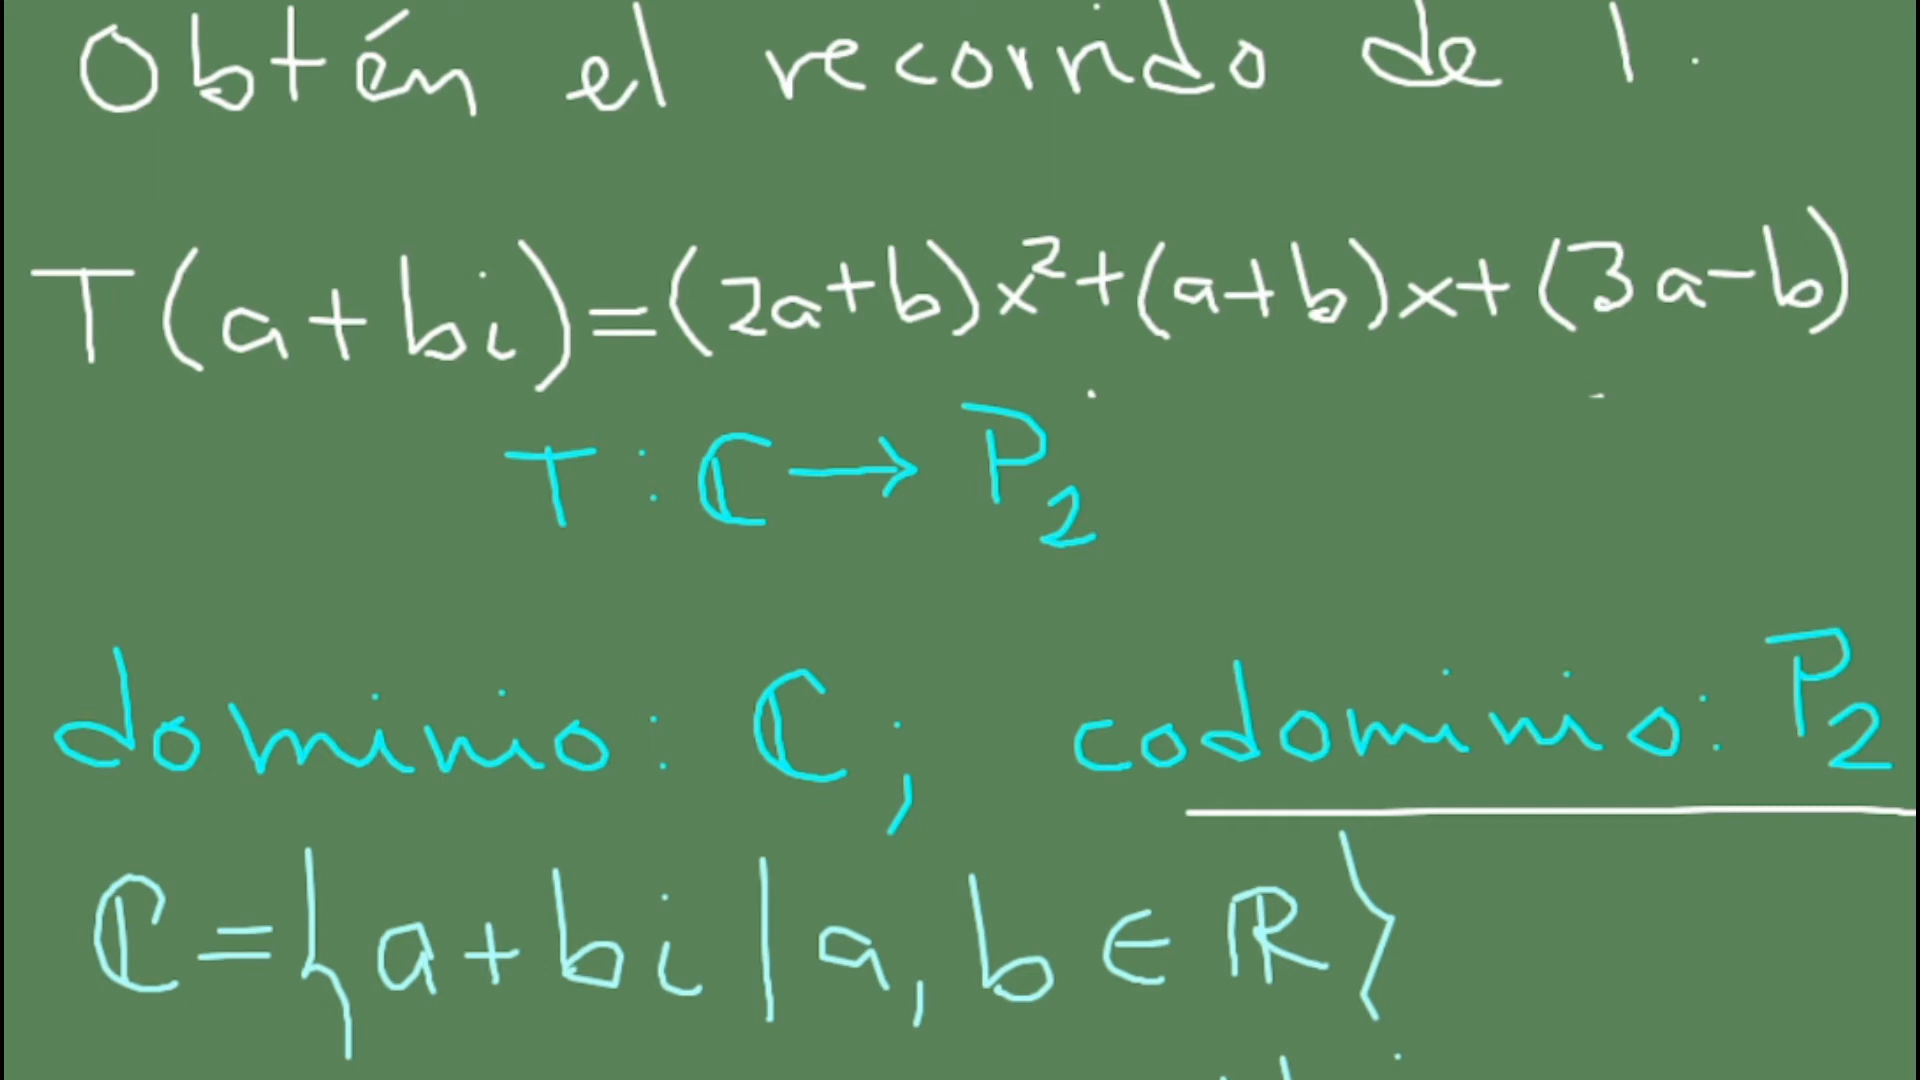 Obtén el recorrido de T.
T(a+bi)=(2a+b)x²+(a+b)x+(3a-b)
T:ℂ→P₂
dominio: ℂ; codominio: P₂
ℂ={a+bi|a,b∈ℝ}